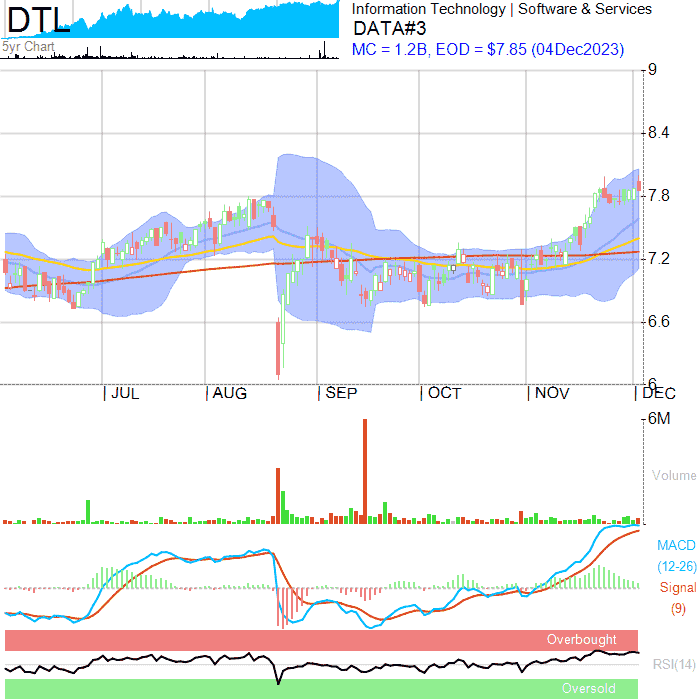 DTL
Information Technology | Software & Services
DATA#3
5yr Chart
MC = 1.2B, EOD = $7.85 (04Dec2023)
9
8.4
7.8
7.2
6.6
6
JUL
AUG
SEP
OCT
NOV
DEC
6M
Volume
MACD
(12-26)
Signal
(9)
Overbought
RSI(14)
Oversold